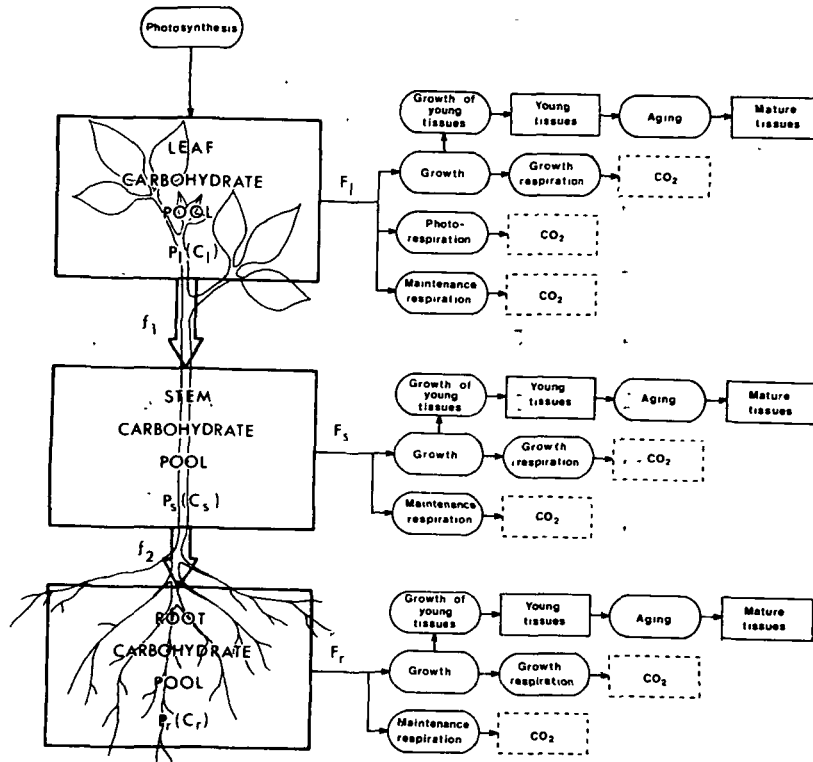 Photosynthesis
LEAF
CARBOHYDRATE
POOL
P_l(C_l)
F_l
Growth of
young
tissues
Young
tissues
Aging
Mature
tissues
Growth
Growth
respiration
CO₂
Photo-
respiration
CO₂
Maintenance
respiration
CO₂
f₁
STEM
CARBOHYDRATE
POOL
P_s(C_s)
F_s
Growth of
young
tissues
Young
tissues
Aging
Mature
tissues
Growth
Growth
respiration
CO₂
Maintenance
respiration
CO₂
f₂
ROOT
CARBOHYDRATE
POOL
P_r(C_r)
F_r
Growth of
young
tissues
Young
tissues
Aging
Mature
tissues
Growth
Growth
respiration
CO₂
Maintenance
respiration
CO₂